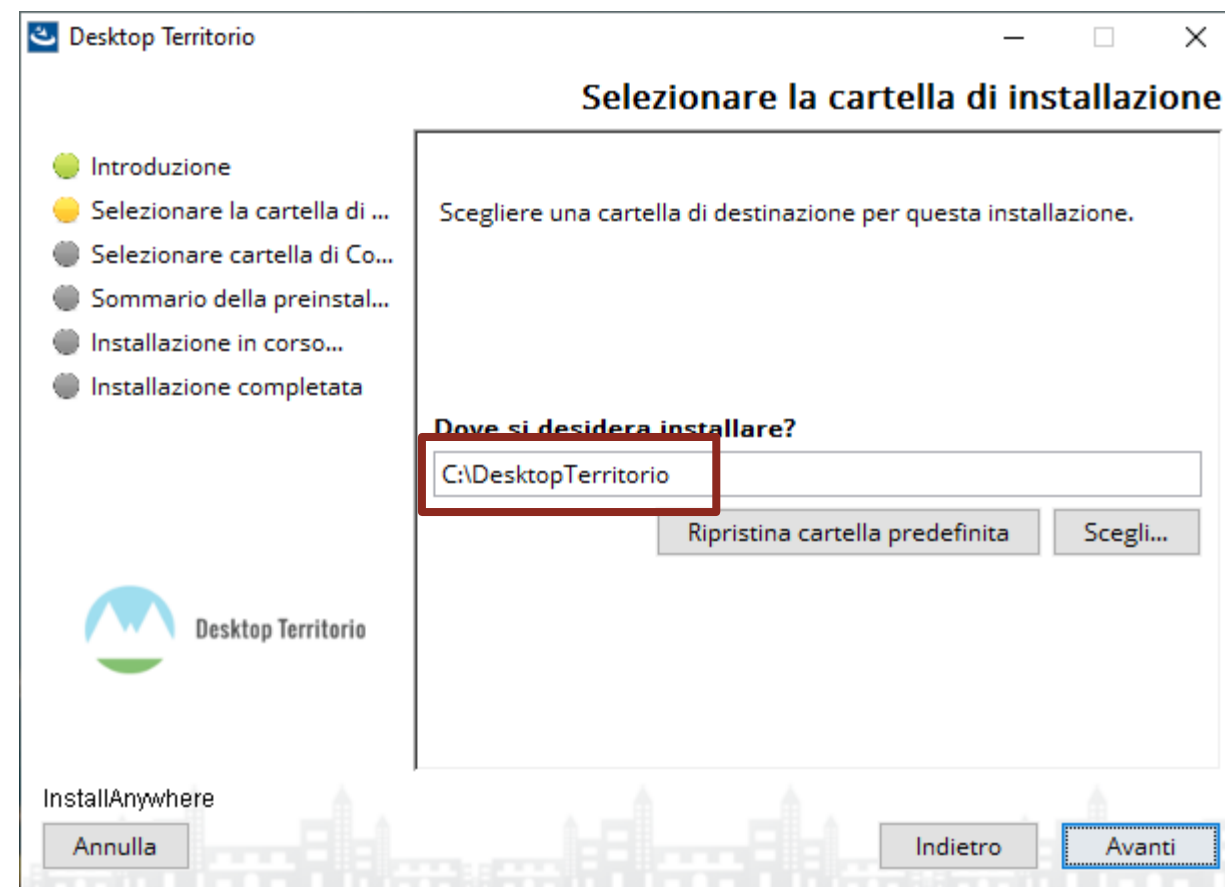 Desktop Territorio
Selezionare la cartella di installazione
Introduzione
Selezionare la cartella di ...
Selezionare cartella di Co...
Sommario della preinstal...
Installazione in corso...
Installazione completata
Scegliere una cartella di destinazione per questa installazione.
Dove si desidera installare?
C:\DesktopTerritorio
Ripristina cartella predefinita
Scegli...
Desktop Territorio
InstallAnywhere
Annulla
Indietro
Avanti